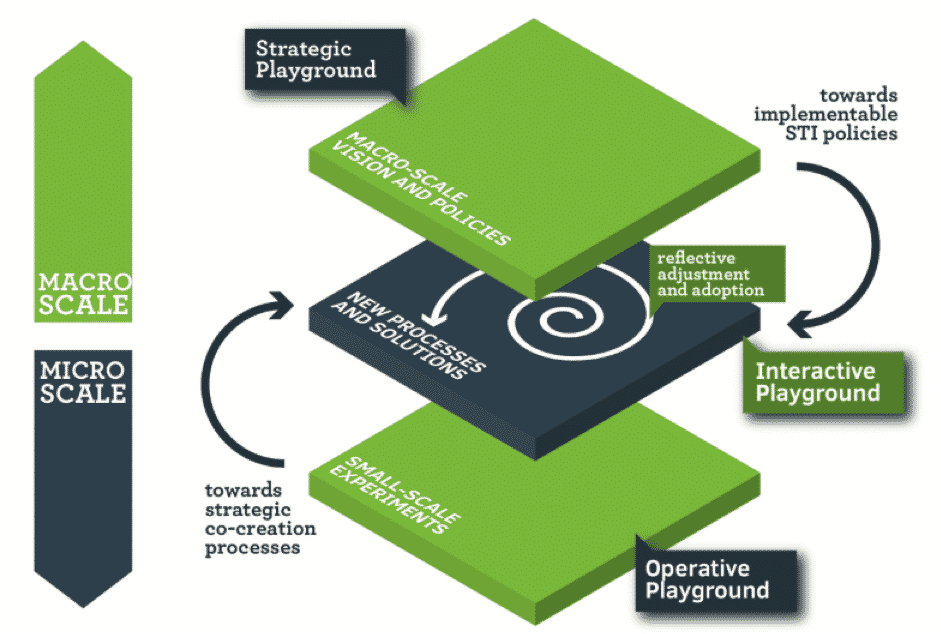 Strategic
Playground
towards
implementable
STI policies
MACRO-SCALE
VISION AND POLICIES
MACRO
SCALE
reflective
adjustment
and adoption
NEW PROCESSES
AND SOLUTIONS
MICRO
SCALE
Interactive
Playground
SMALL-SCALE
EXPERIMENTS
towards
strategic
co-creation
processes
Operative
Playground